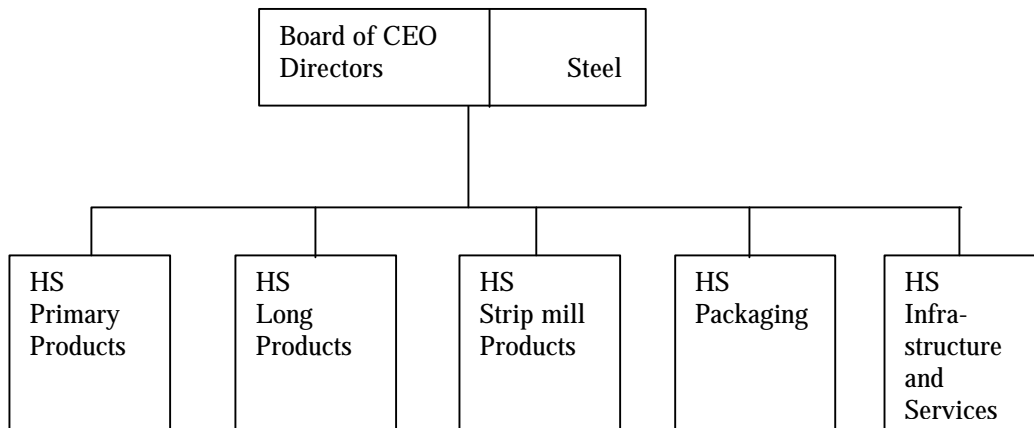 Board of CEO
Directors
Steel
HS
Primary
Products
HS
Long
Products
HS
Strip mill
Products
HS
Packaging
HS
Infra-
structure
and
Services